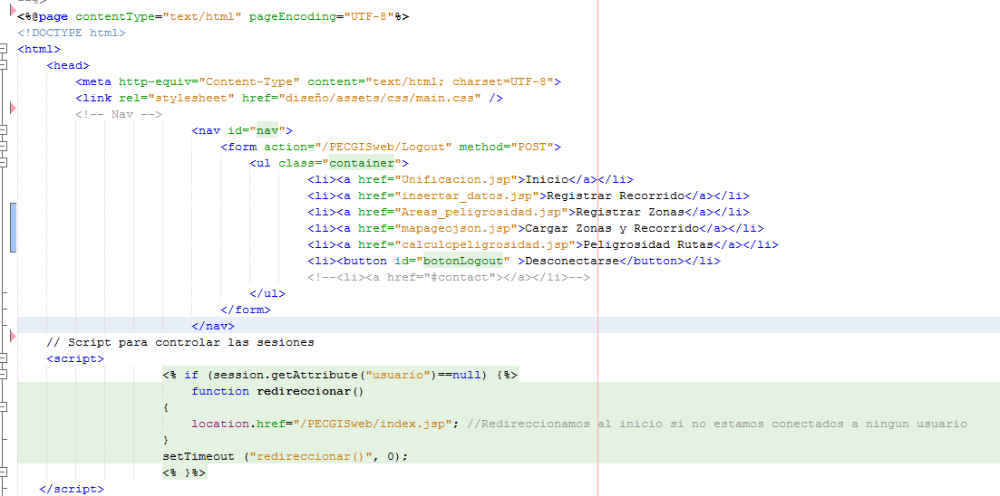 --%>
<%@page contentType="text/html" pageEncoding="UTF-8"%>
<!DOCTYPE html>
<html>
<head>
<meta http-equiv="Content-Type" content="text/html; charset=UTF-8">
<link rel="stylesheet" href="diseño/assets/css/main.css" />
<!-- Nav -->
<nav id="nav">
<form action="/PECGISweb/Logout" method="POST">
<ul class="container">
<li><a href="Unificacion.jsp">Inicio</a></li>
<li><a href="insertar_datos.jsp">Registrar Recorrido</a></li>
<li><a href="Areas_peligrosidad.jsp">Registrar Zonas</a></li>
<li><a href="mapageojson.jsp">Cargar Zonas y Recorrido</a></li>
<li><a href="calculopeligrosidad.jsp">Peligrosidad Rutas</a></li>
<li><button id="botonLogout" >Desconectarse</button></li>
<!--<li><a href="#contact"></a></li>-->
</ul>
</form>
</nav>
// Script para controlar las sesiones
<script>
<% if (session.getAttribute("usuario")==null) {%>
function redireccionar()
{
location.href="/PECGISweb/index.jsp"; //Redireccionamos al inicio si no estamos conectados a ningun usuario
}
setTimeout ("redireccionar()", 0);
<% }%>
</script>